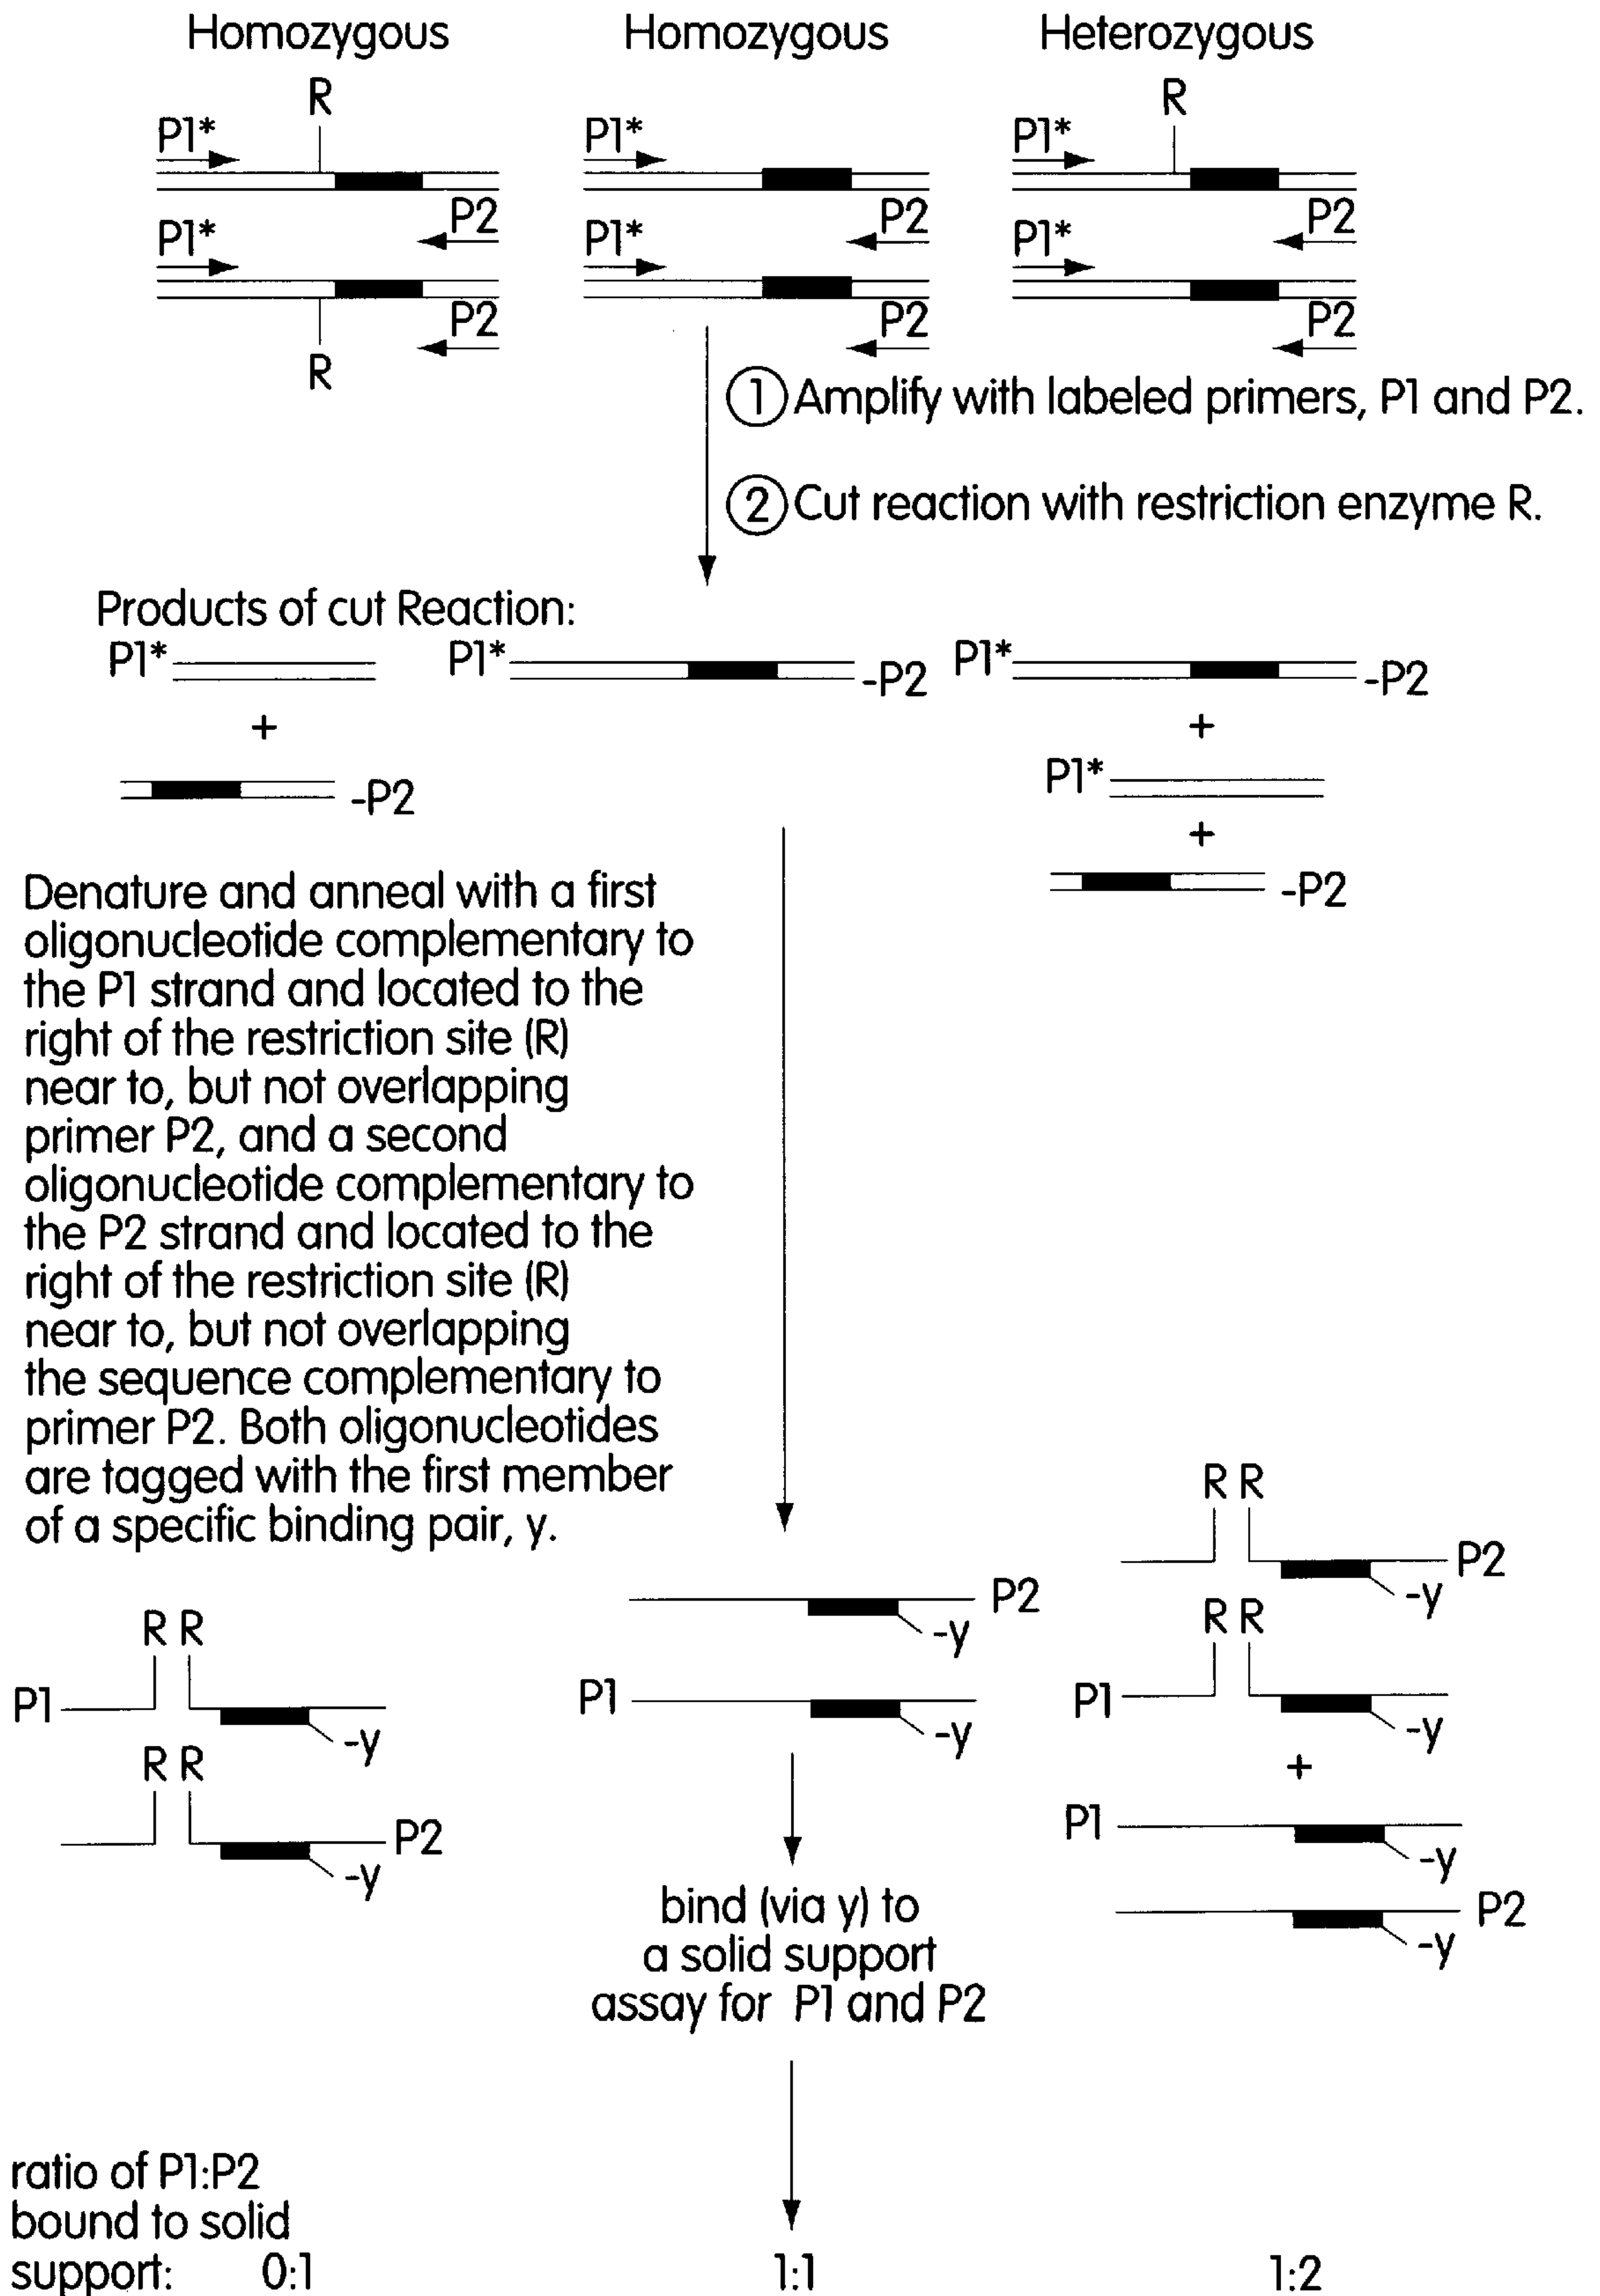 Homozygous Homozygous Heterozygous
R R
P1* P1* P1*
P2 P2 P2
P1* P1* P1*
P2 P2 P2
R
1 Amplify with labeled primers, P1 and P2.
2 Cut reaction with restriction enzyme R.
Products of cut Reaction:
P1* P1* -P2 P1* -P2
+ +
P1*
-P2
+
-P2
Denature and anneal with a first
oligonucleotide complementary to
the P1 strand and located to the
right of the restriction site (R)
near to, but not overlapping
primer P2, and a second
oligonucleotide complementary to
the P2 strand and located to the
right of the restriction site (R)
near to, but not overlapping
the sequence complementary to
primer P2. Both oligonucleotides
are tagged with the first member
of a specific binding pair, y.
R R
P1
-y
R R
P2
-y
P2
-y
P1
-y
R R
P2
-y
R R
P1
-y
+
P1
-y
P2
-y
bind (via y) to
a solid support
assay for P1 and P2
ratio of P1:P2
bound to solid
support: 0:1 1:1 1:2